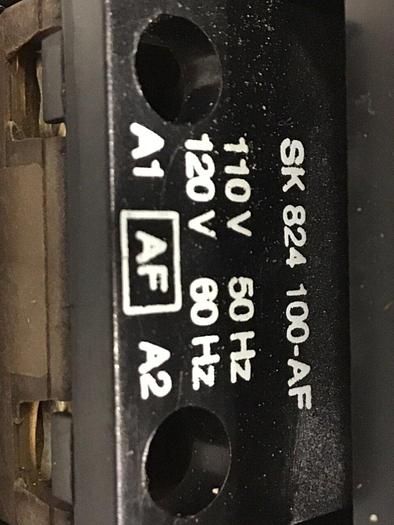 SK 824 100-AF
110 V 50 Hz
120 V 60 Hz
A1 AF A2